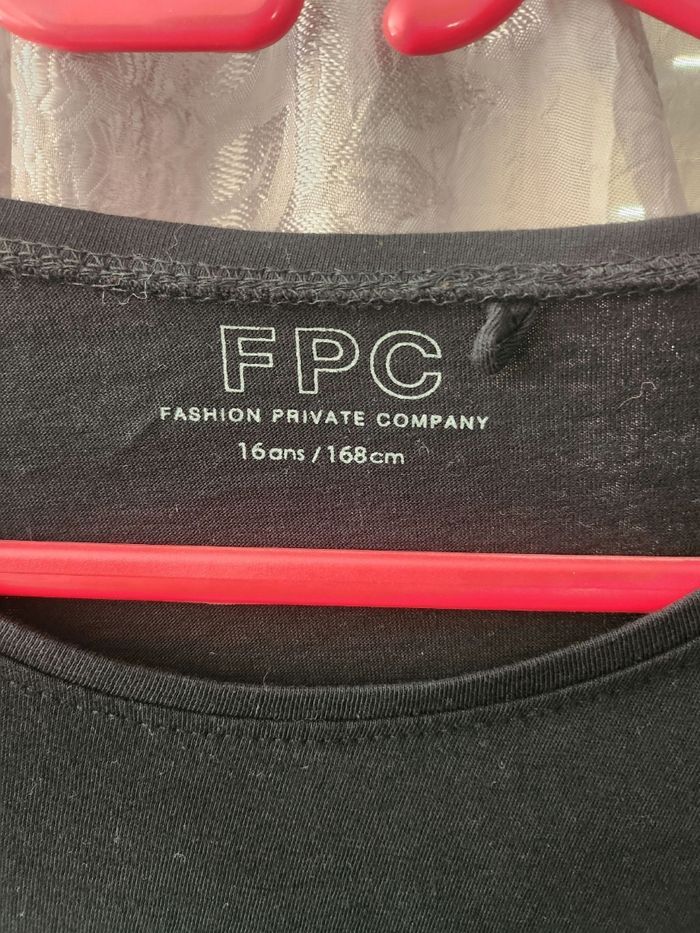 FPC
FASHION PRIVATE COMPANY
16ans / 168cm